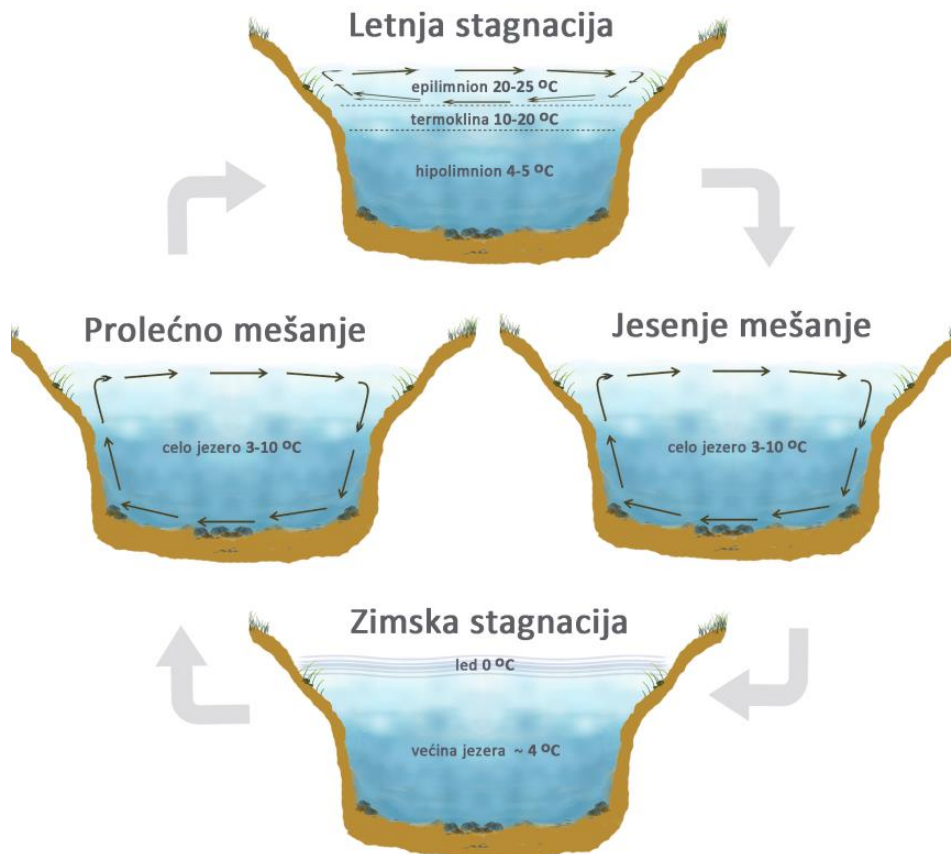 Letnja stagnacija
epilimnion 20-25 ºC
termoklina 10-20 ºC
hipolimnion 4-5 ºC
Prolećno mešanje
celo jezero 3-10 ºC
Jesenje mešanje
celo jezero 3-10 ºC
Zimska stagnacija
led 0 ºC
većina jezera ~ 4 ºC